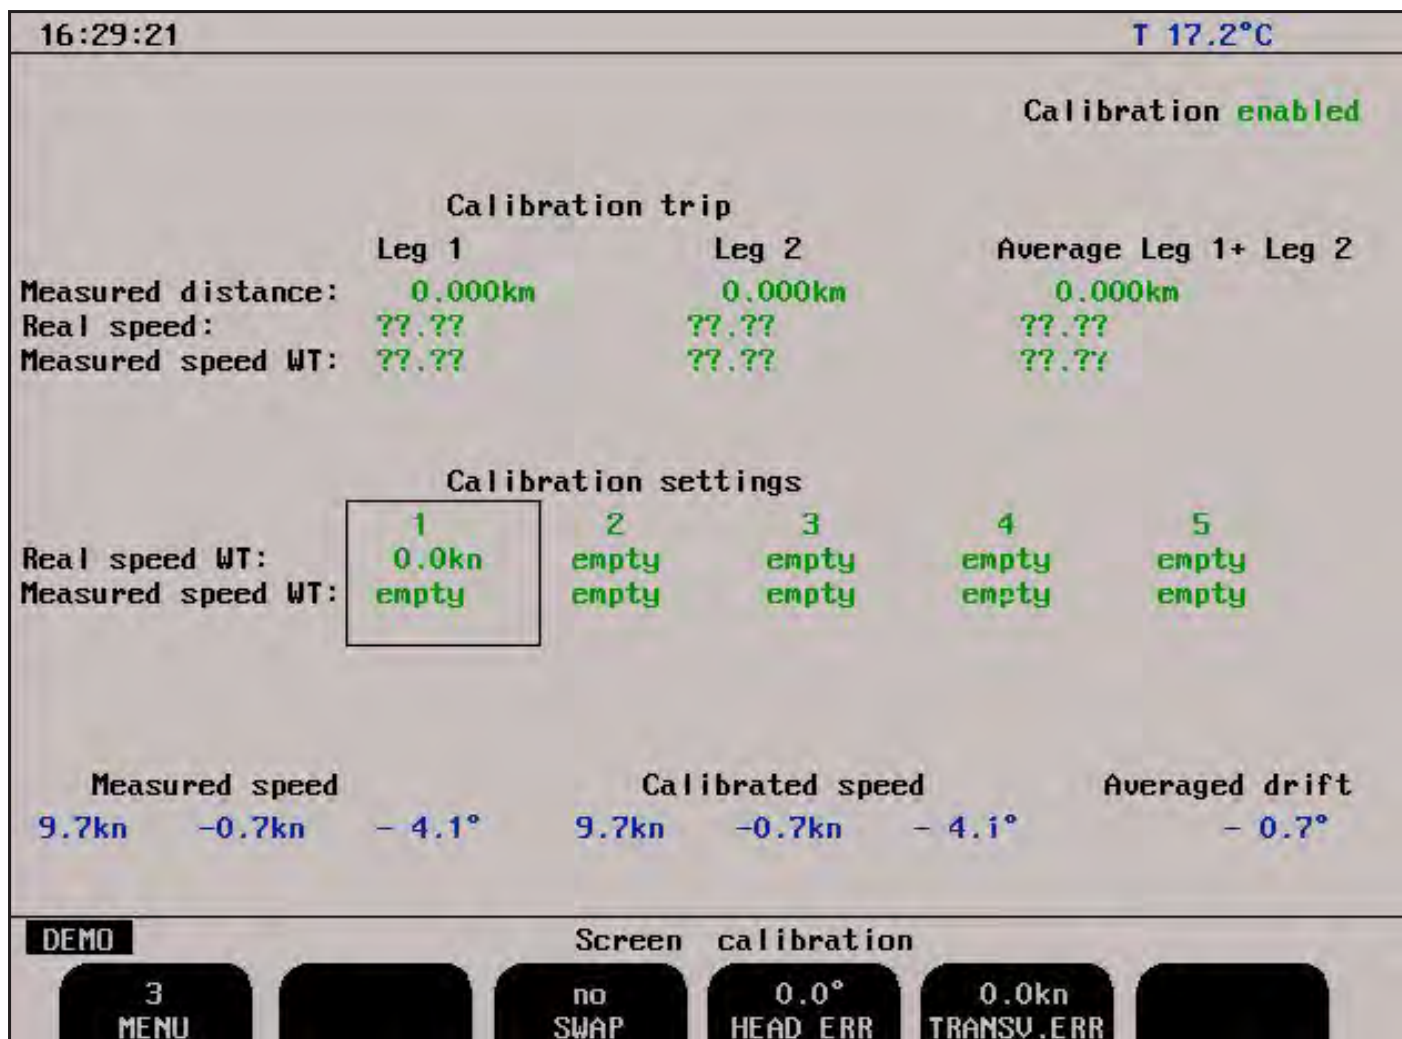 16:29:21 T 17.2°C
Calibration enabled
Calibration trip
Leg 1 Leg 2 Average Leg 1+ Leg 2
Measured distance: 0.000km 0.000km 0.000km
Real speed: ??.?? ??.?? ??.??
Measured speed WT: ??.?? ??.?? ??.??
Calibration settings
1 2 3 4 5
Real speed WT: 0.0kn empty empty empty empty
Measured speed WT: empty empty empty empty empty
Measured speed Calibrated speed Averaged drift
9.7kn -0.7kn - 4.1° 9.7kn -0.7kn - 4.1° - 0.7°
DEMO Screen calibration
3 no 0.0° 0.0kn
MENU SWAP HEAD ERR TRANSV.ERR